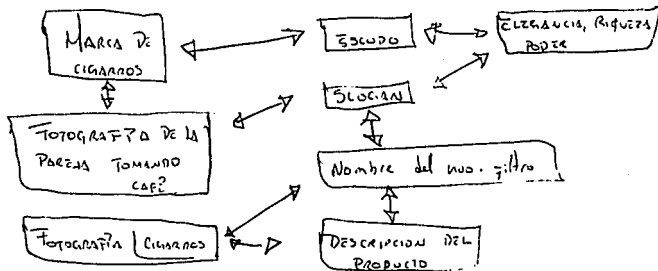 MARCA DE
CIGARROS
ESCUDO
ELEGANCIA, RIQUEZA
PODER
SLOGAN
FOTOGRAFIA DE LA
PAREJA TOMANDO
CAFE
Nombre del nvo. filtro
FOTOGRAFIA CIGARROS
DESCRIPCION DEL
PRODUCTO